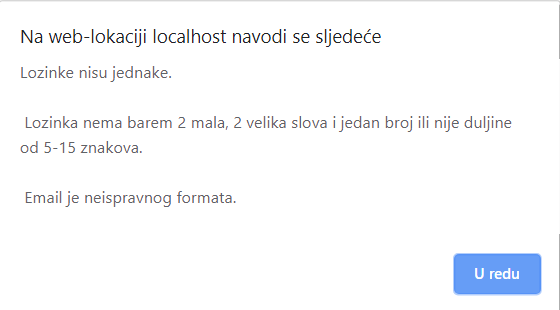 Na web-lokaciji localhost navodi se sljedeće
Lozinke nisu jednake.
Lozinka nema barem 2 mala, 2 velika slova i jedan broj ili nije duljine
od 5-15 znakova.
Email je neispravnog formata.
U redu